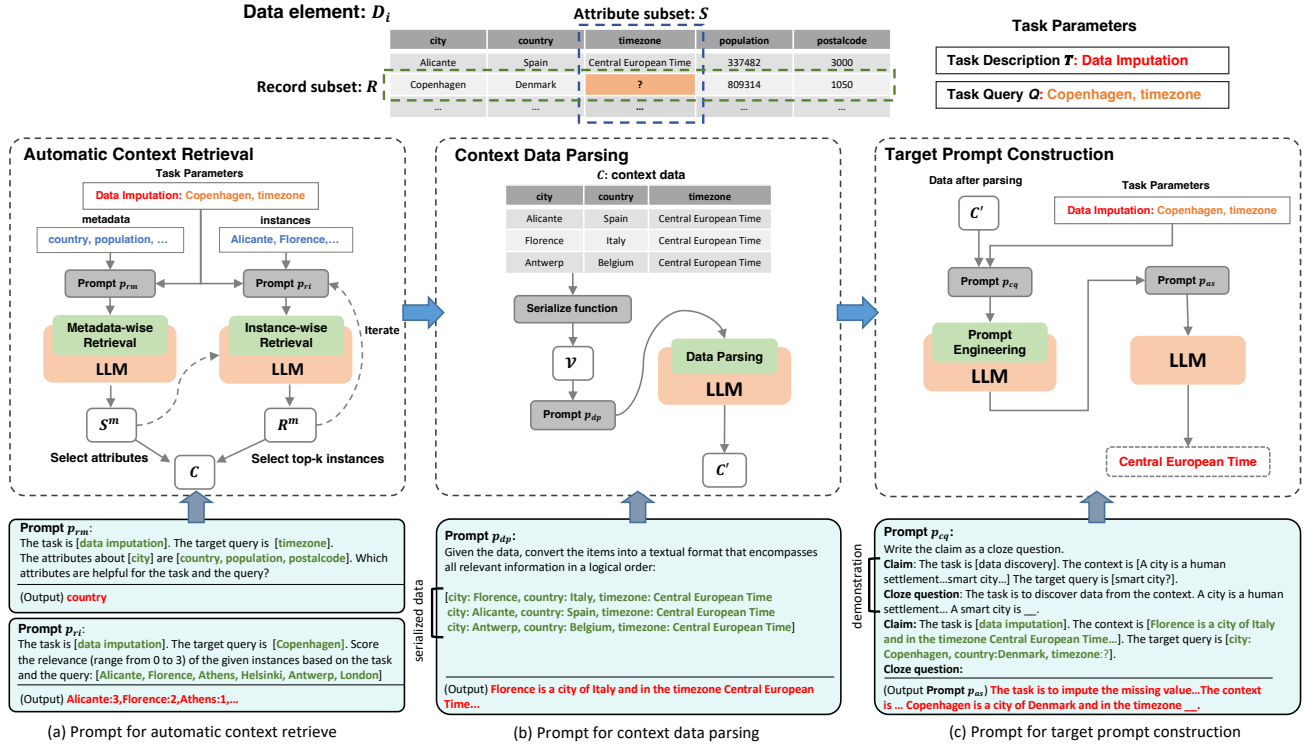 Data element: D_i
Attribute subset: S
Task Parameters
city country timezone population postalcode
Alicante Spain Central European Time 337482 3000
Record subset: R
Copenhagen Denmark ? 809314 1050
... ... ... ... ...
Task Description T: Data Imputation
Task Query Q: Copenhagen, timezone
Automatic Context Retrieval
Task Parameters
Data Imputation: Copenhagen, timezone
metadata
instances
country, population, …
Alicante, Florence,…
Prompt p_rm
Prompt p_ri
Iterate
Metadata-wise Retrieval
LLM
Instance-wise Retrieval
LLM
S^m
R^m
Select attributes
Select top-k instances
C
Context Data Parsing
C: context data
city country timezone
Alicante Spain Central European Time
Florence Italy Central European Time
Antwerp Belgium Central European Time
Serialize function
V
Prompt p_dp
Data Parsing
LLM
C'
Target Prompt Construction
Data after parsing
Task Parameters
C'
Data Imputation: Copenhagen, timezone
Prompt p_cq
Prompt p_as
Prompt Engineering
LLM
LLM
Central European Time
Prompt p_rm:
The task is [data imputation]. The target query is [timezone].
The attributes about [city] are [country, population, postalcode]. Which
attributes are helpful for the task and the query?
(Output) country
Prompt p_ri:
The task is [data imputation]. The target query is [Copenhagen]. Score
the relevance (range from 0 to 3) of the given instances based on the task
and the query: [Alicante, Florence, Athens, Helsinki, Antwerp, London]
(Output) Alicante:3,Florence:2,Athens:1,…
(a) Prompt for automatic context retrieve
serialized data
Prompt p_dp:
Given the data, convert the items into a textual format that encompasses
all relevant information in a logical order:
[city: Florence, country: Italy, timezone: Central European Time
city: Alicante, country: Spain, timezone: Central European Time
city: Antwerp, country: Belgium, timezone: Central European Time]
(Output) Florence is a city of Italy and in the timezone Central European
Time...
(b) Prompt for context data parsing
demonstration
Prompt p_cq:
Write the claim as a cloze question.
Claim: The task is [data discovery]. The context is [A city is a human
settlement…smart city…] The target query is [smart city?].
Cloze question: The task is to discover data from the context. A city is a human
settlement… A smart city is __.
Claim: The task is [data imputation]. The context is [Florence is a city of Italy
and in the timezone Central European Time…]. The target query is [city:
Copenhagen, country:Denmark, timezone:?].
Cloze question:
(Output Prompt p_as) The task is to impute the missing value…The context
is … Copenhagen is a city of Denmark and in the timezone __.
(c) Prompt for target prompt construction